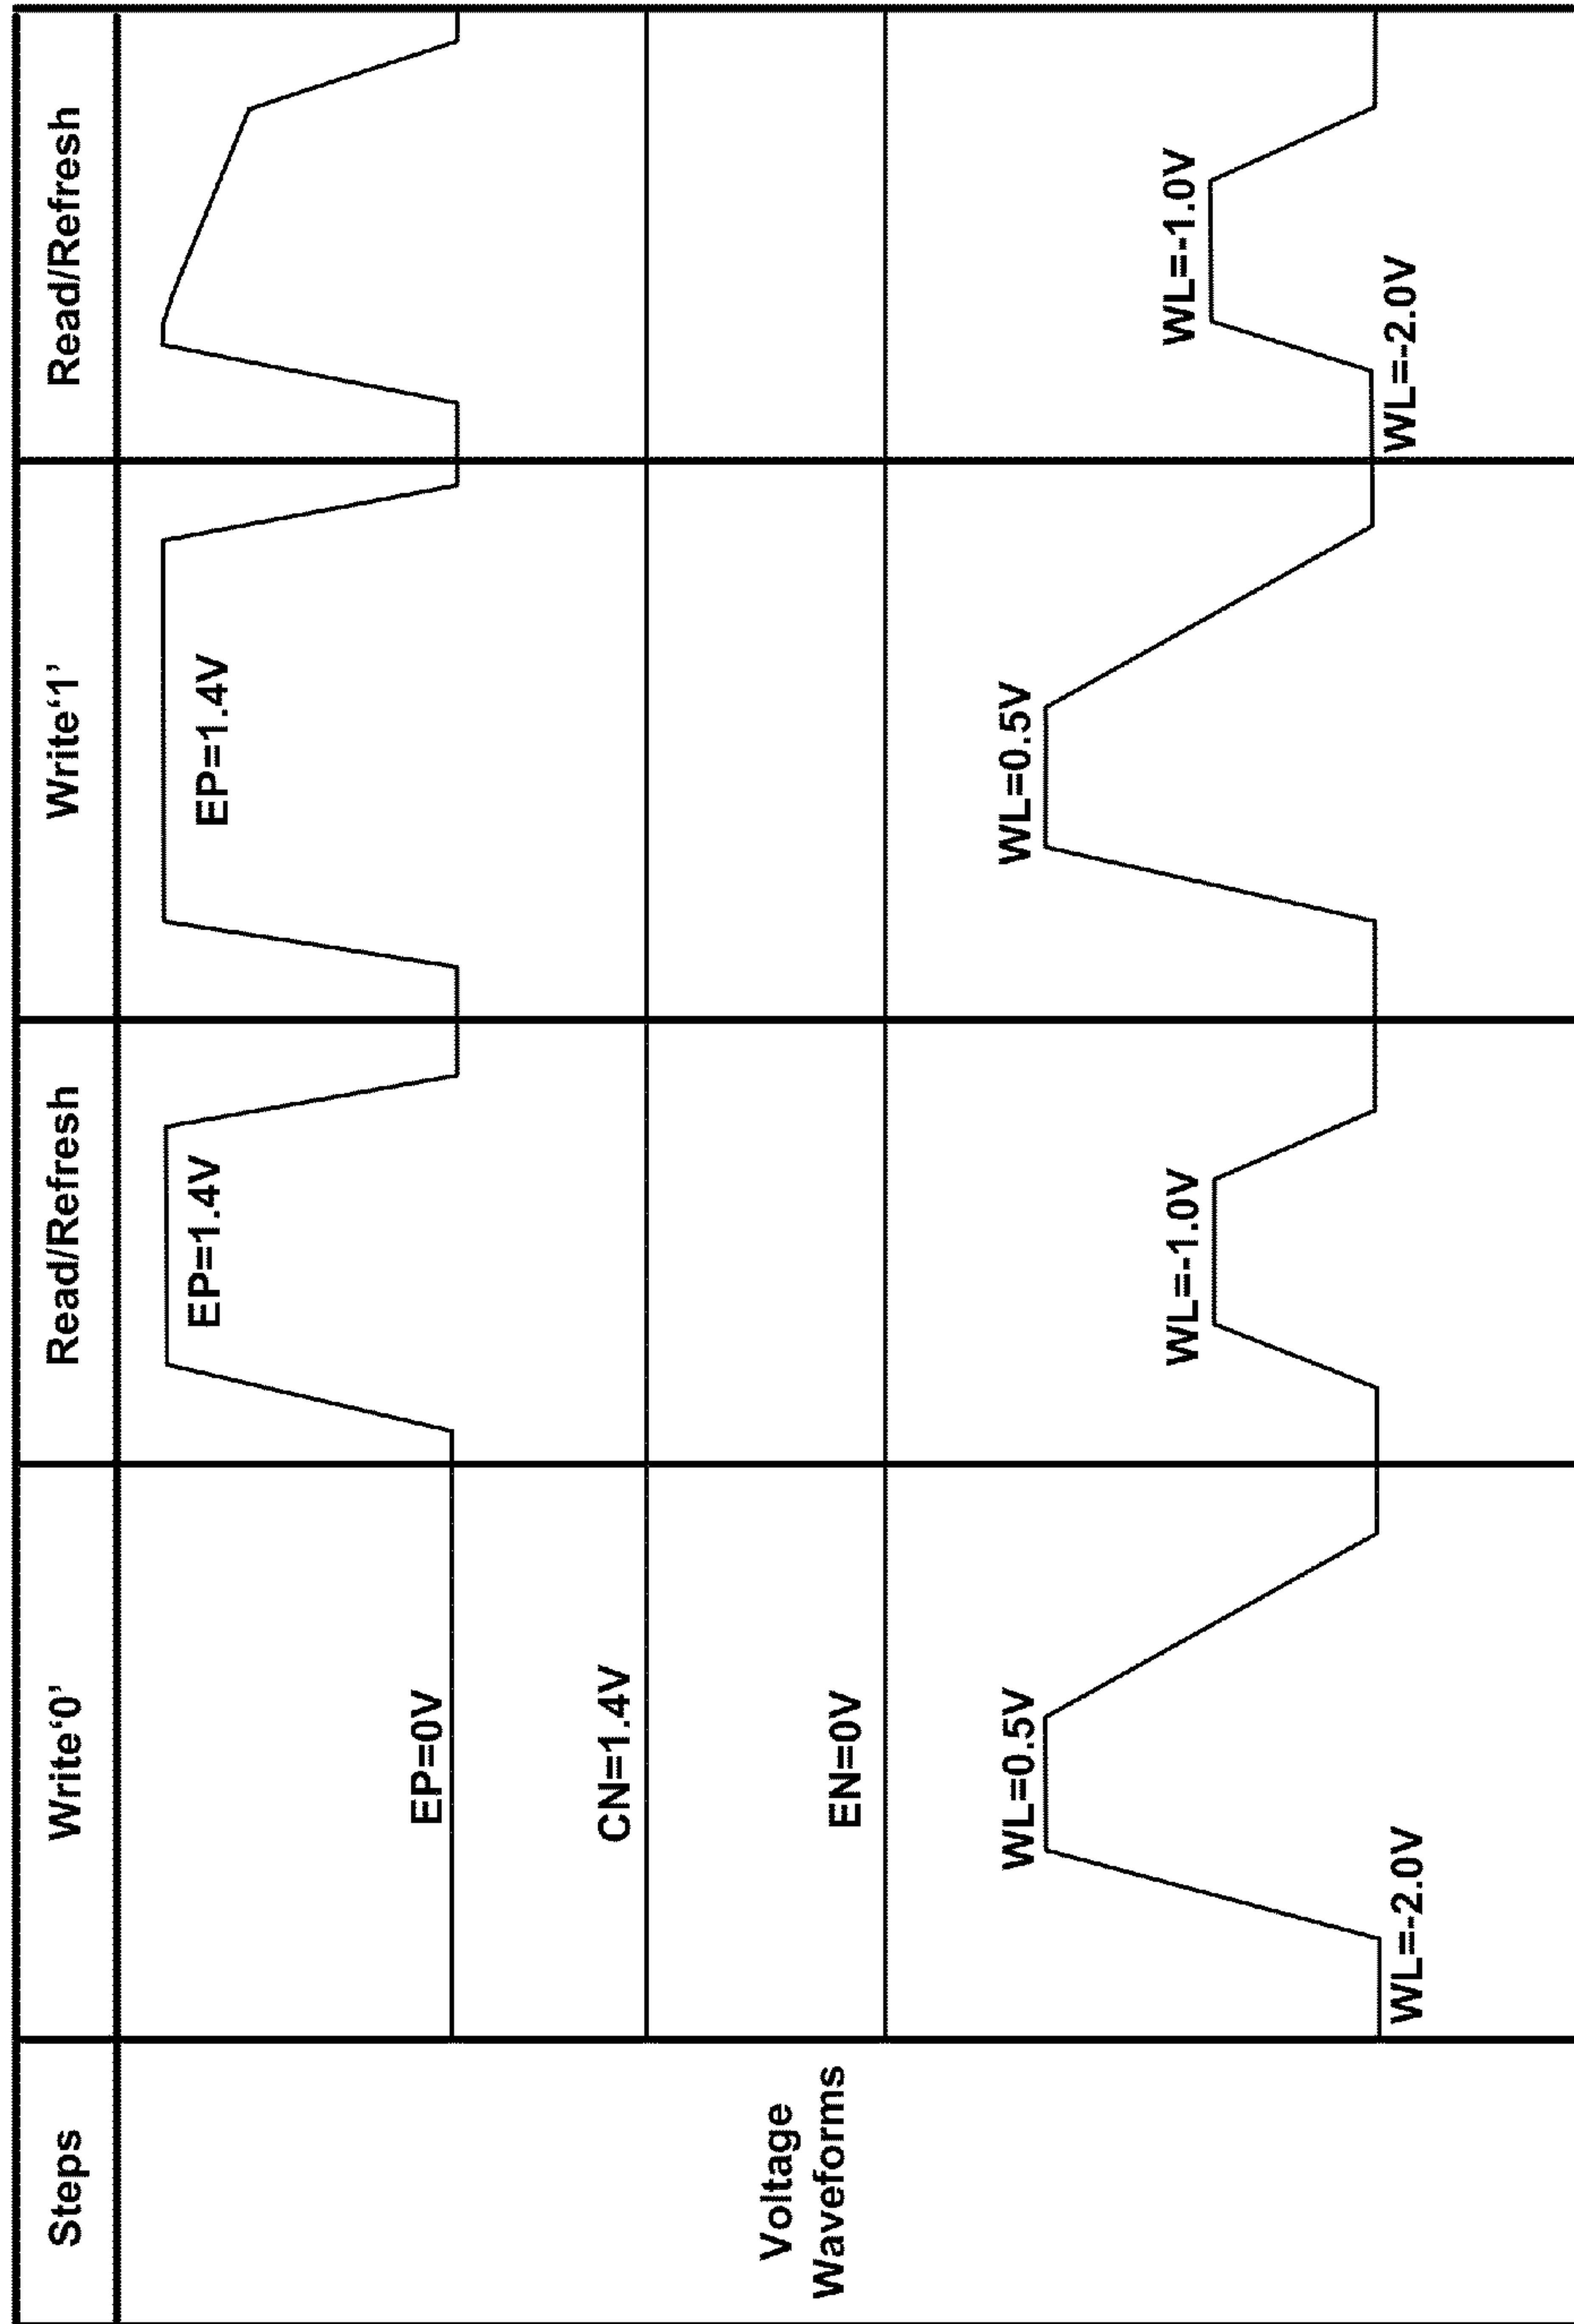 Steps
Write‘0’
Read/Refresh
Write‘1’
Read/Refresh
Voltage
Waveforms
EP=0V
EP=1.4V
EP=1.4V
CN=1.4V
EN=0V
WL=-2.0V
WL=0.5V
WL=-1.0V
WL=0.5V
WL=-2.0V
WL=-1.0V